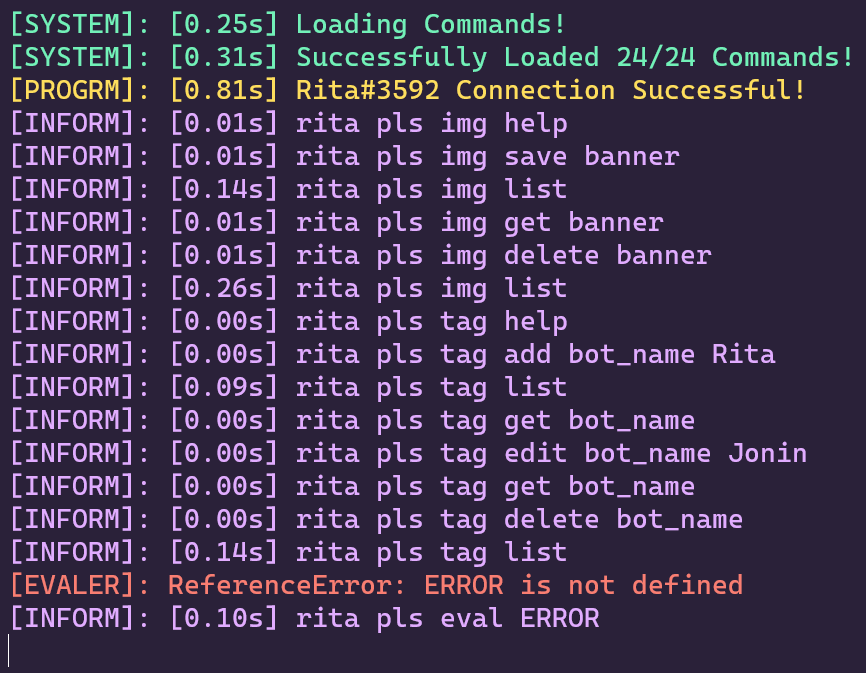 [SYSTEM]: [0.25s] Loading Commands!
[SYSTEM]: [0.31s] Successfully Loaded 24/24 Commands!
[PROGRM]: [0.81s] Rita#3592 Connection Successful!
[INFORM]: [0.01s] rita pls img help
[INFORM]: [0.01s] rita pls img save banner
[INFORM]: [0.14s] rita pls img list
[INFORM]: [0.01s] rita pls img get banner
[INFORM]: [0.01s] rita pls img delete banner
[INFORM]: [0.26s] rita pls img list
[INFORM]: [0.00s] rita pls tag help
[INFORM]: [0.00s] rita pls tag add bot_name Rita
[INFORM]: [0.09s] rita pls tag list
[INFORM]: [0.00s] rita pls tag get bot_name
[INFORM]: [0.00s] rita pls tag edit bot_name Jonin
[INFORM]: [0.00s] rita pls tag get bot_name
[INFORM]: [0.00s] rita pls tag delete bot_name
[INFORM]: [0.14s] rita pls tag list
[EVALER]: ReferenceError: ERROR is not defined
[INFORM]: [0.10s] rita pls eval ERROR